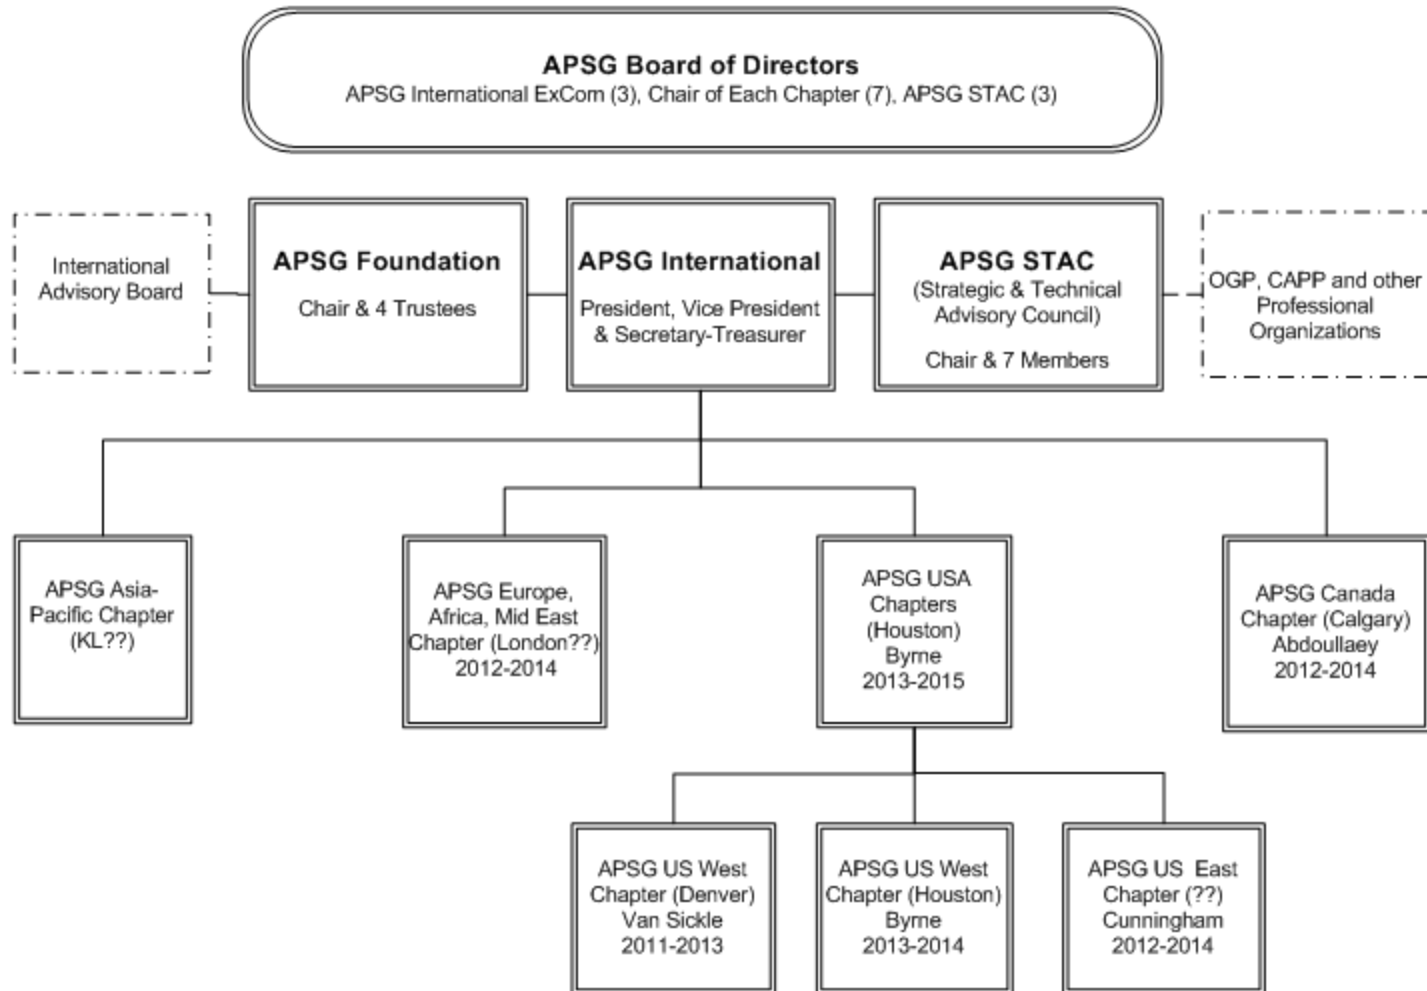 APSG Board of Directors
APSG International ExCom (3), Chair of Each Chapter (7), APSG STAC (3)
International
Advisory Board
APSG Foundation
Chair & 4 Trustees
APSG International
President, Vice President
& Secretary-Treasurer
APSG STAC
(Strategic & Technical
Advisory Council)
Chair & 7 Members
OGP, CAPP and other
Professional
Organizations
APSG Asia-
Pacific Chapter
(KL??)
APSG Europe,
Africa, Mid East
Chapter (London??)
2012-2014
APSG USA
Chapters
(Houston)
Byrne
2013-2015
APSG Canada
Chapter (Calgary)
Abdoullaey
2012-2014
APSG US West
Chapter (Denver)
Van Sickle
2011-2013
APSG US West
Chapter (Houston)
Byrne
2013-2014
APSG US  East
Chapter (??)
Cunningham
2012-2014